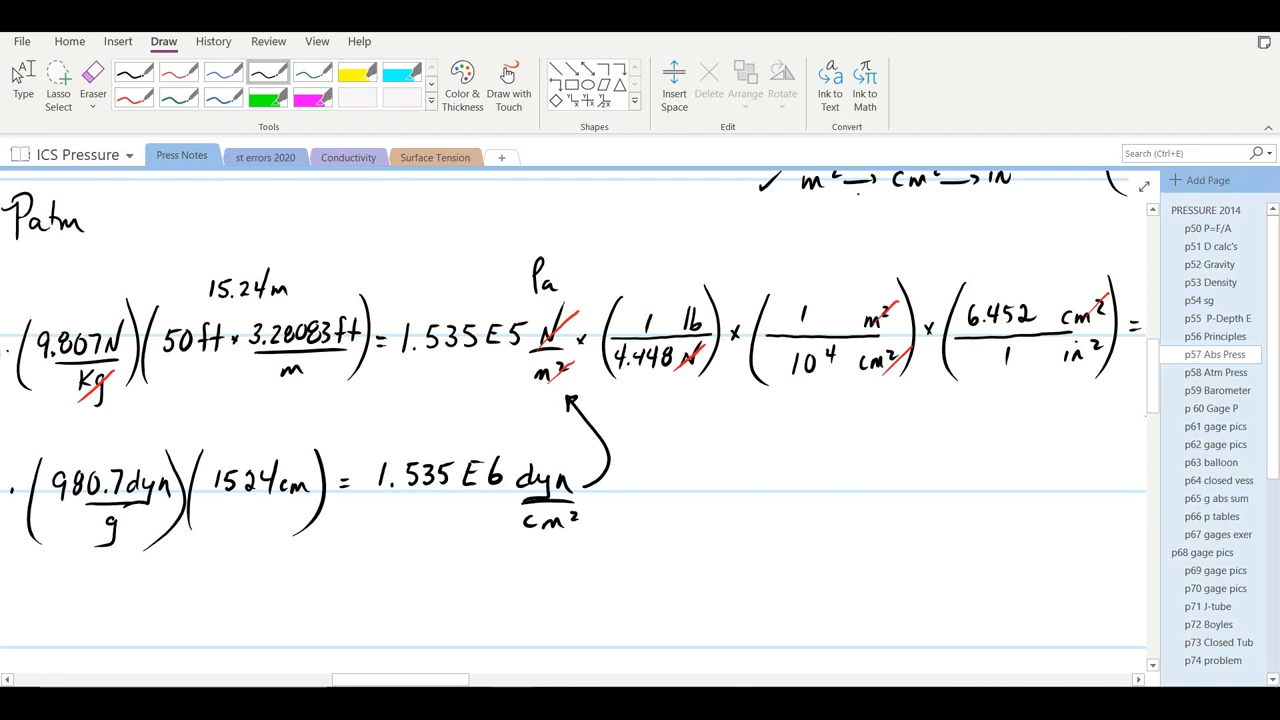 File Home Insert Draw History Review View Help
Type Lasso Select Eraser Color & Thickness Draw with Touch Insert Space Delete Arrange Rotate Ink to Text Ink to Math
Tools Shapes Edit Convert
ICS Pressure Press Notes st errors 2020 Conductivity Surface Tension + Search (Ctrl+E)
m² → cm² → in
Patm
15.24m Pa
. (9.807N/Kg)(50ft * 3.28083ft/m) = 1.535 E5 N/m² * (1 lb/4.448 N) * (1 m²/10⁴ cm²) * (6.452 cm²/1 in²) =
. (980.7dyn/g)(1524cm) = 1.535 E6 dyn/cm²
+ Add Page
PRESSURE 2014
p50 P=F/A
p51 D calc's
p52 Gravity
p53 Density
p54 sg
p55 P-Depth E
p56 Principles
p57 Abs Press
p58 Atm Press
p59 Barometer
p 60 Gage P
p61 gage pics
p62 gage pics
p63 balloon
p64 closed vess
p65 g abs sum
p66 p tables
p67 gages exer
p68 gage pics
p69 gage pics
p70 gage pics
p71 J-tube
p72 Boyles
p73 Closed Tub
p74 problem